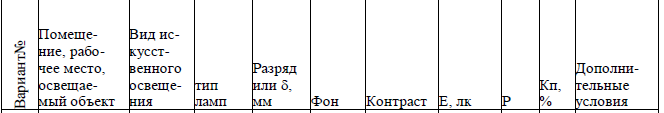 Вариант№
Помеще-
ние, рабо-
чее место,
освещае-
мый объект
Вид ис-
кусст-
венного
освеще-
ния
тип
ламп
Разряд
или δ,
мм
Фон
Контраст
Е, лк
Р
Кп,
%
Дополни-
тельные
условия